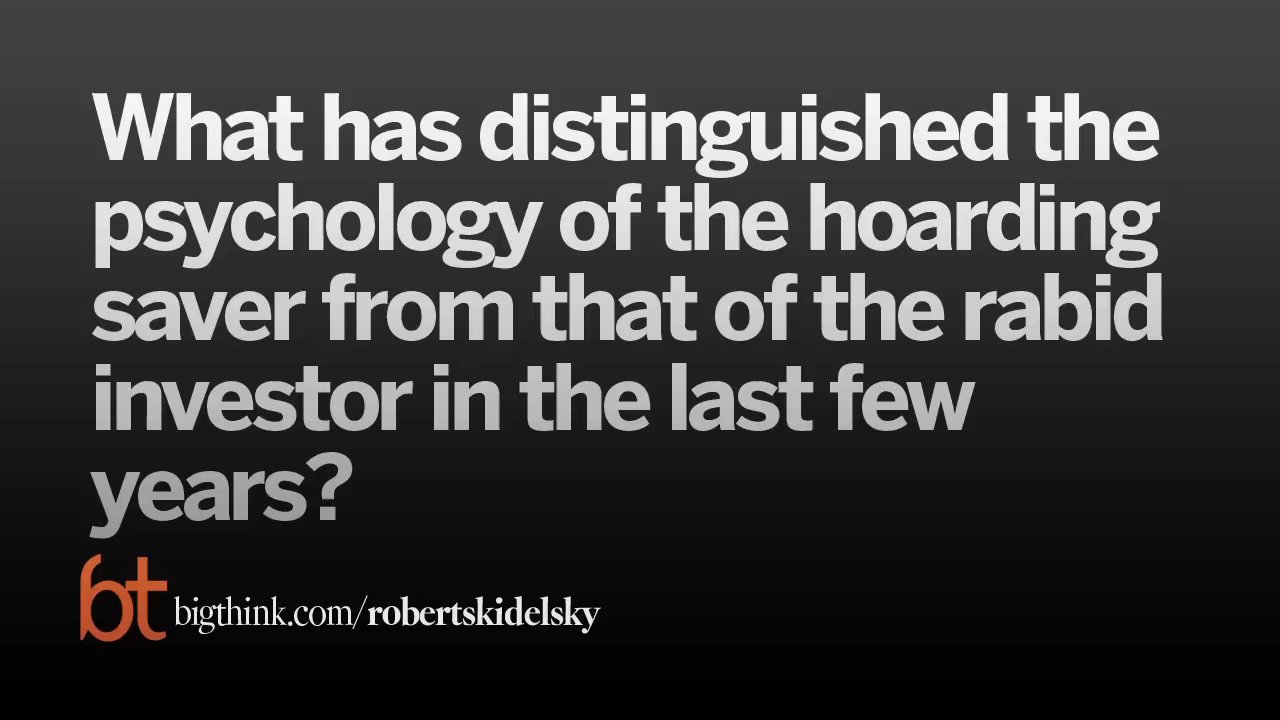 What has distinguished the
psychology of the hoarding
saver from that of the rabid
investor in the last few
years?
bt bigthink.com/robertskidelsky